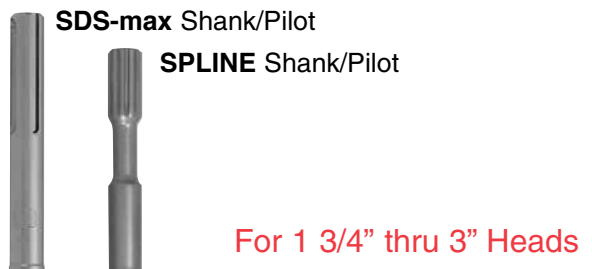 SDS-max Shank/Pilot
SPLINE Shank/Pilot
For 1 3/4” thru 3” Heads